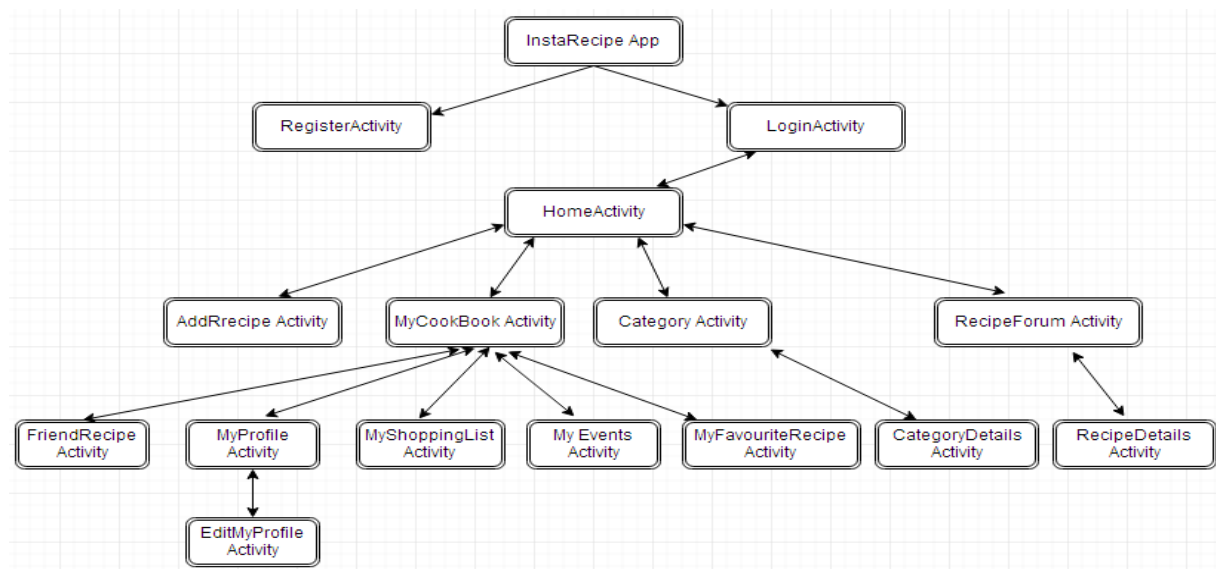 InstaRecipe App
RegisterActivity
LoginActivity
HomeActivity
AddRrecipe Activity
MyCookBook Activity
Category Activity
RecipeForum Activity
FriendRecipe
Activity
MyProfile
Activity
MyShoppingList
Activity
My Events
Activity
MyFavouriteRecipe
Activity
CategoryDetails
Activity
RecipeDetails
Activity
EditMyProfile
Activity